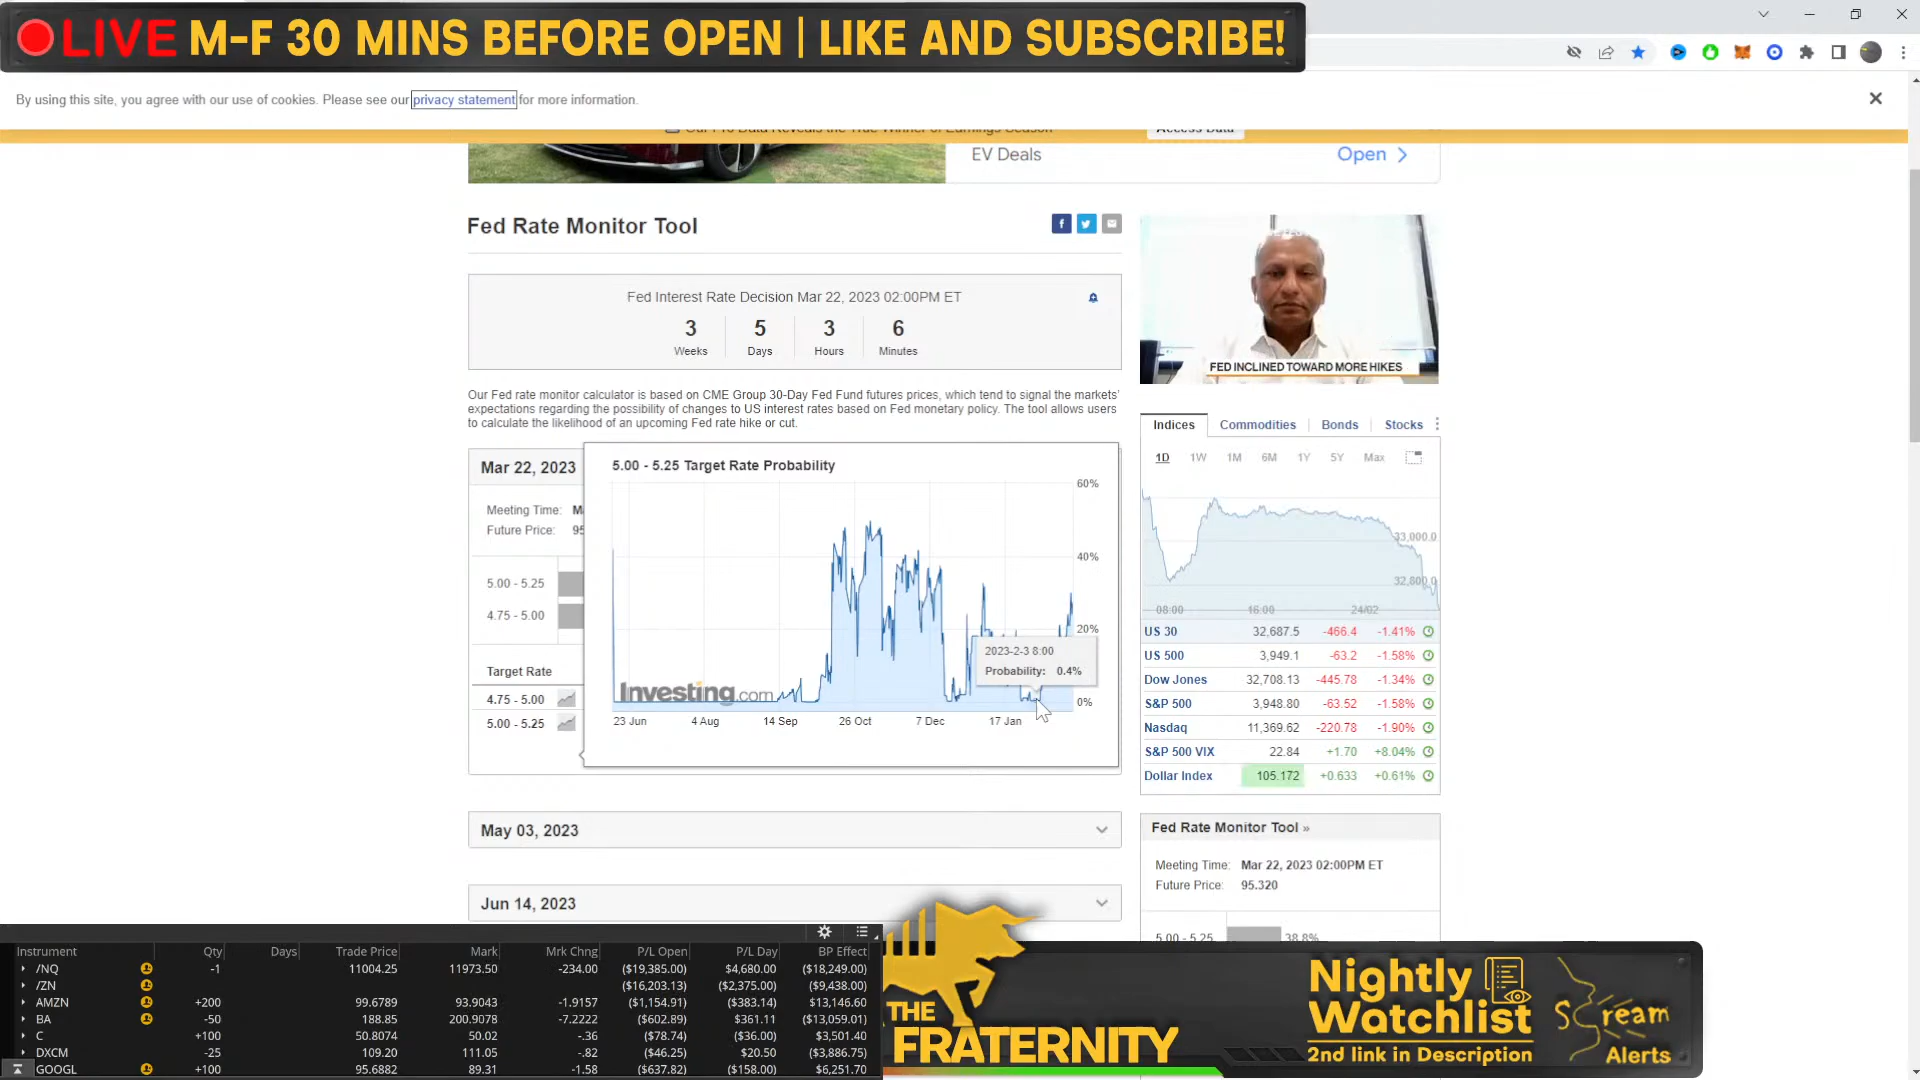 LIVE M-F 30 MINS BEFORE OPEN | LIKE AND SUBSCRIBE!
By using this site, you agree with our use of cookies. Please see our privacy statement for more information.
Our Pro Data Reveals the True Winner of Earnings Season
Access Data
EV Deals
Open
Fed Rate Monitor Tool
Fed Interest Rate Decision Mar 22, 2023 02:00PM ET
3 5 3 6
Weeks Days Hours Minutes
Our Fed rate monitor calculator is based on CME Group 30-Day Fed Fund futures prices, which tend to signal the markets'
expectations regarding the possibility of changes to US interest rates based on Fed monetary policy. The tool allows users
to calculate the likelihood of an upcoming Fed rate hike or cut.
Mar 22, 2023
Meeting Time:
Future Price: 95
5.00 - 5.25
4.75 - 5.00
Target Rate
4.75 - 5.00
5.00 - 5.25
5.00 - 5.25 Target Rate Probability
60%
40%
20%
0%
2023-2-3 8:00
Probability: 0.4%
Investing.com
23 Jun 4 Aug 14 Sep 26 Oct 7 Dec 17 Jan
May 03, 2023
Jun 14, 2023
FED INCLINED TOWARD MORE HIKES
Indices Commodities Bonds Stocks
1D 1W 1M 6M 1Y 5Y Max
33,000.0
32,800.0
08:00 16:00 24/02
US 30 32,687.5 -466.4 -1.41%
US 500 3,949.1 -63.2 -1.58%
Dow Jones 32,708.13 -445.78 -1.34%
S&P 500 3,948.80 -63.52 -1.58%
Nasdaq 11,369.62 -220.78 -1.90%
S&P 500 VIX 22.84 +1.70 +8.04%
Dollar Index 105.172 +0.633 +0.61%
Fed Rate Monitor Tool »
Meeting Time: Mar 22, 2023 02:00PM ET
Future Price: 95.320
5.00 - 5.25 38.8%
Instrument Qty Days Trade Price Mark Mrk Chng P/L Open P/L Day BP Effect
/NQ -1 11004.25 11973.50 -234.00 ($19,385.00) $4,680.00 ($18,249.00)
/ZN ($16,203.13) ($2,375.00) ($9,438.00)
AMZN +200 99.6789 93.9043 -1.9157 ($1,154.91) ($383.14) $13,146.60
BA -50 188.85 200.9078 -7.2222 ($602.89) $361.11 ($13,059.01)
C +100 50.8074 50.02 -.36 ($78.74) ($36.00) $3,501.40
DXCM -25 109.20 111.05 -.82 ($46.25) $20.50 ($3,886.75)
GOOGL +100 95.6882 89.31 -1.58 ($637.82) ($158.00) $6,251.70
THE
FRATERNITY
Nightly
Watchlist
2nd link in Description
Scream
Alerts